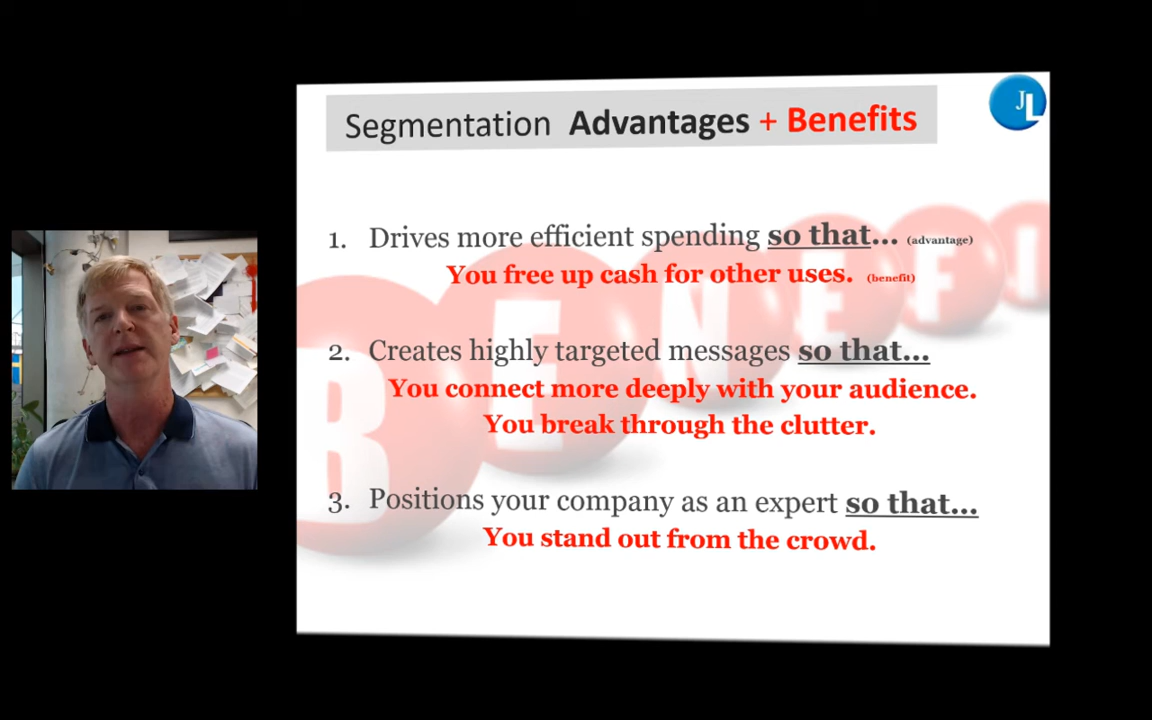 Segmentation Advantages + Benefits
JL
1. Drives more efficient spending so that... (advantage)
You free up cash for other uses. (benefit)
2. Creates highly targeted messages so that...
You connect more deeply with your audience.
You break through the clutter.
3. Positions your company as an expert so that...
You stand out from the crowd.
B E N E F I